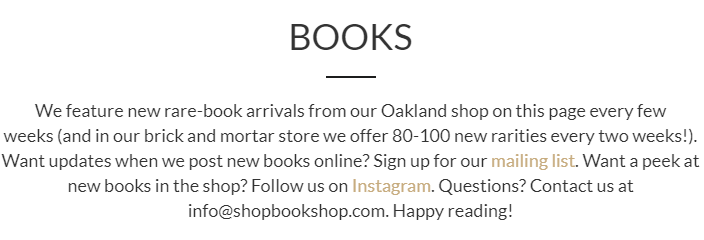 BOOKS
We feature new rare-book arrivals from our Oakland shop on this page every few
weeks (and in our brick and mortar store we offer 80-100 new rarities every two weeks!).
Want updates when we post new books online? Sign up for our mailing list. Want a peek at
new books in the shop? Follow us on Instagram. Questions? Contact us at
info@shopbookshop.com. Happy reading!